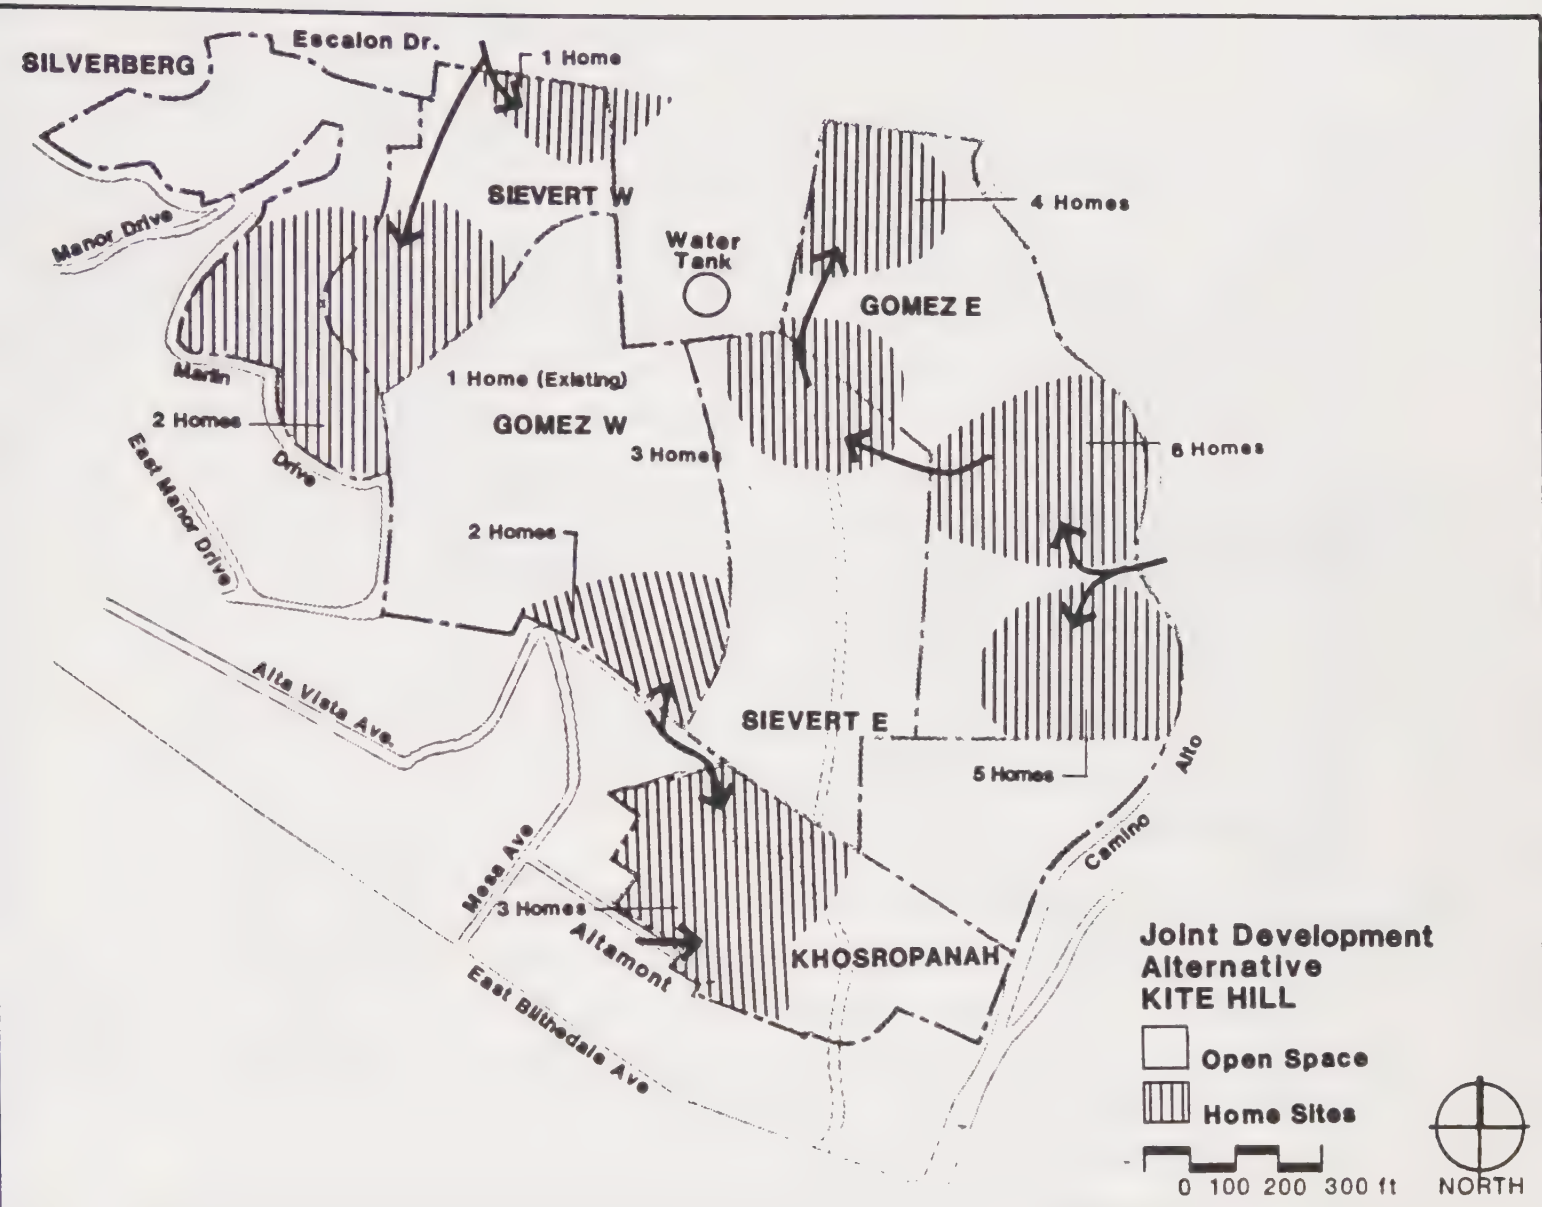 Escalon Dr.
SILVERBERG
1 Home
SIEVERT W
4 Homes
Manor Drive
Water
Tank
GOMEZ E
Marlin
1 Home (Existing)
2 Homes
GOMEZ W
3 Homes
6 Homes
East Manor Drive
Drive
2 Homes
Alta Vista Ave.
SIEVERT E
5 Homes
Alto
Camino
Mesa Ave
3 Homes
Altamont
KHOSROPANAH
East Blithedale Ave
Joint Development
Alternative
KITE HILL
Open Space
Home Sites
0 100 200 300 ft
NORTH